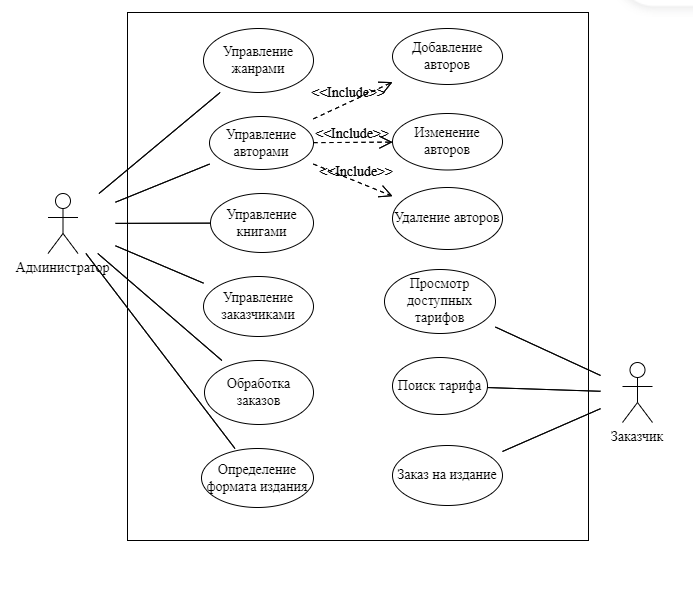 Управление
жанрами
Добавление
авторов
<<Include>>
Управление
авторами
<<Include>>
Изменение
авторов
<<Include>>
Управление
книгами
Удаление авторов
Администратор
Управление
заказчиками
Просмотр
доступных
тарифов
Обработка
заказов
Поиск тарифа
Заказчик
Определение
формата издания
Заказ на издание